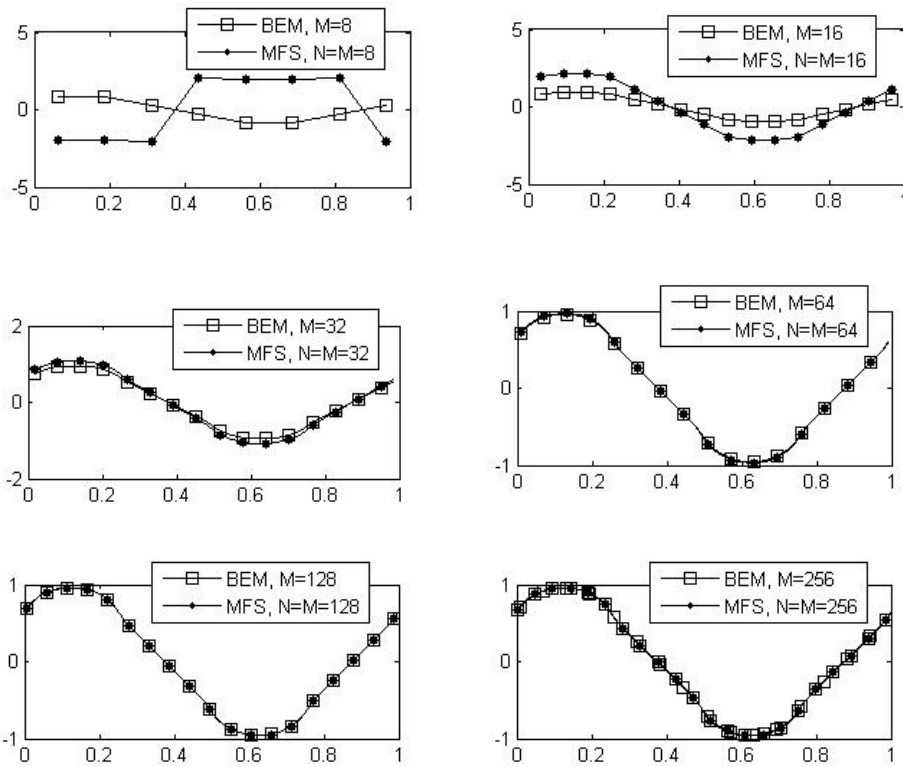 BEM, M=8
MFS, N=M=8
5
0
-5
0 0.2 0.4 0.6 0.8 1
BEM, M=16
MFS, N=M=16
5
0
-5
0 0.2 0.4 0.6 0.8 1
BEM, M=32
MFS, N=M=32
2
0
-2
0 0.2 0.4 0.6 0.8 1
BEM, M=64
MFS, N=M=64
1
0
-1
0 0.2 0.4 0.6 0.8 1
BEM, M=128
MFS, N=M=128
1
0
-1
0 0.2 0.4 0.6 0.8 1
BEM, M=256
MFS, N=M=256
1
0
-1
0 0.2 0.4 0.6 0.8 1